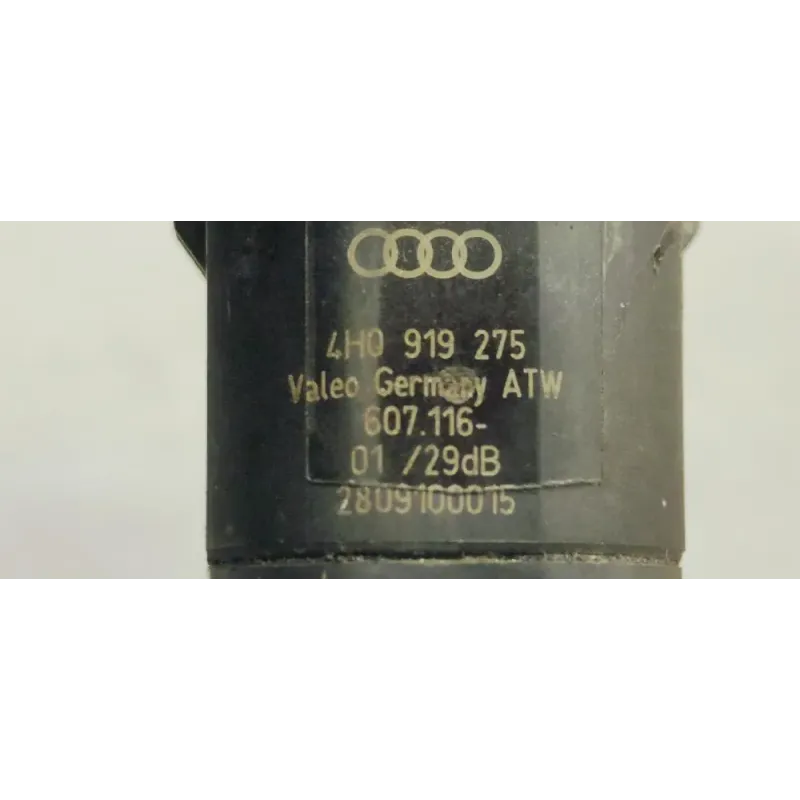 4H0 919 275
Valeo Germany ATW
607.116-
01 /29dB
2809100015